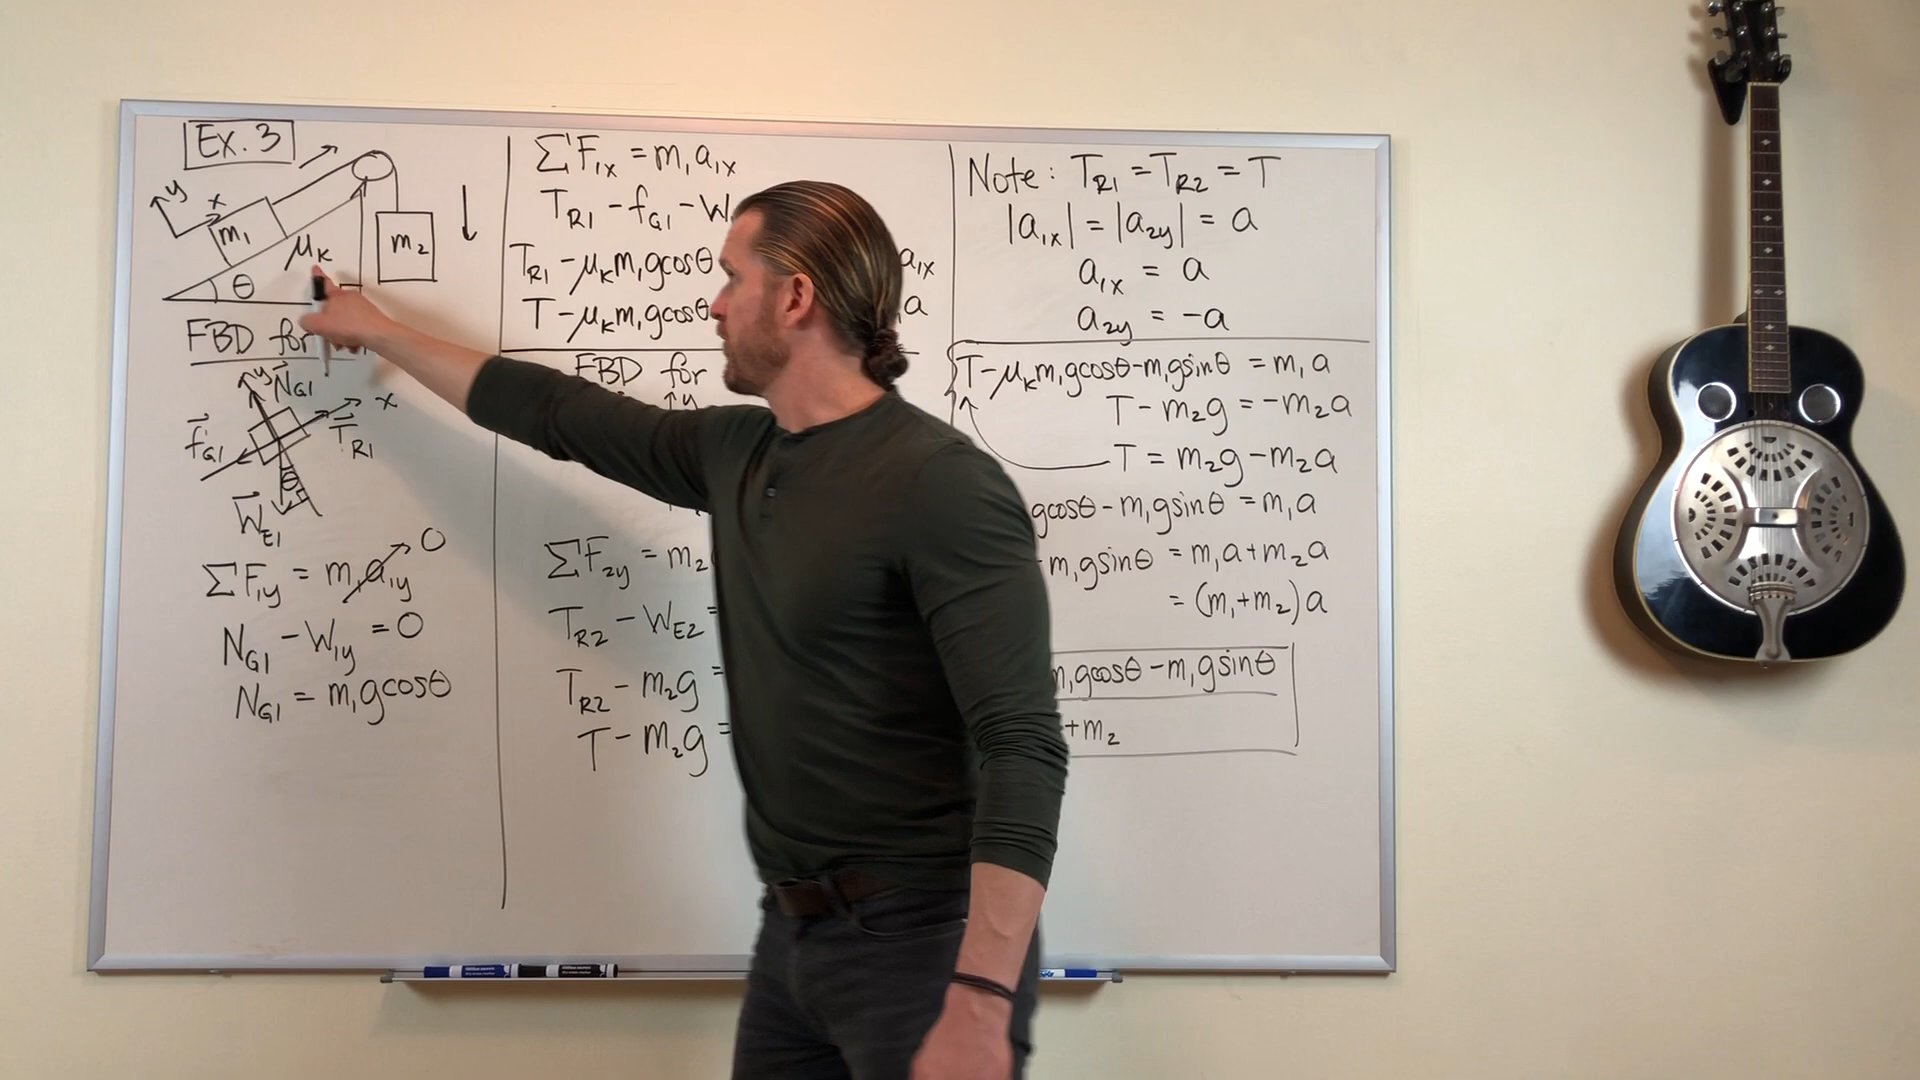 Ex. 3
y
x
m₁
μₖ
m₂
θ
FBD for
y
N⃗G1
x
f⃗G1
T⃗R1
θ
W⃗E1
ΣF₁y = m₁a₁y 0
NG1 - W₁y = 0
NG1 = m₁gcosθ
ΣF₁x = m₁a₁x
TR1 - fG1 - W
TR1 - μₖm₁gcosθ a₁x
T - μₖm₁gcosθ a
FBD for
y
ΣF₂y = m₂
TR2 - WE2 =
TR2 - m₂g =
T - m₂g =
Note: TR1 = TR2 = T
|a₁x| = |a₂y| = a
a₁x = a
a₂y = -a
T - μₖm₁gcosθ - m₁gsinθ = m₁a
T - m₂g = -m₂a
T = m₂g - m₂a
gcosθ - m₁gsinθ = m₁a
- m₁gsinθ = m₁a + m₂a
= (m₁+m₂)a
m₁gcosθ - m₁gsinθ
+m₂